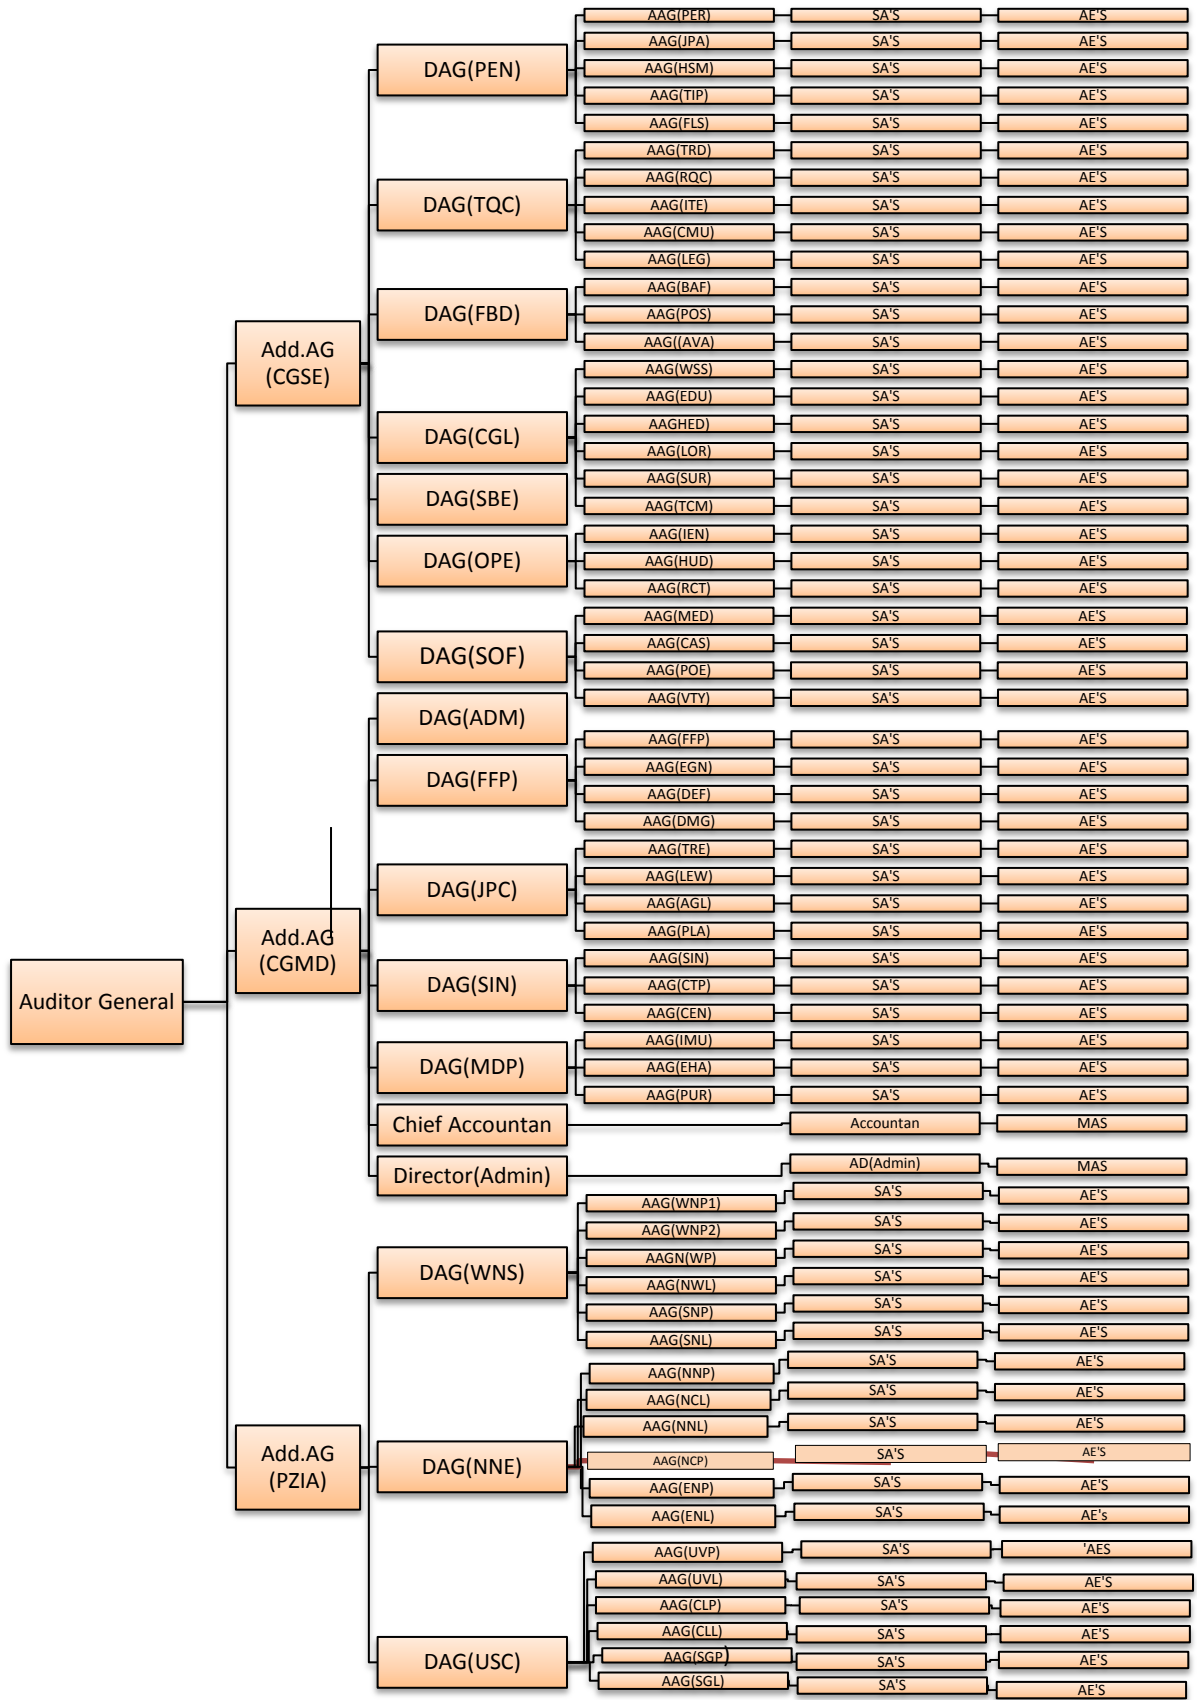 AAG(PER) SA'S AE'S
AAG(JPA) SA'S AE'S
DAG(PEN)
AAG(HSM) SA'S AE'S
AAG(TIP) SA'S AE'S
AAG(FLS) SA'S AE'S
AAG(TRD) SA'S AE'S
AAG(RQC) SA'S AE'S
DAG(TQC)
AAG(ITE) SA'S AE'S
AAG(CMU) SA'S AE'S
AAG(LEG) SA'S AE'S
AAG(BAF) SA'S AE'S
DAG(FBD)
AAG(POS) SA'S AE'S
AAG((AVA) SA'S AE'S
Add.AG
(CGSE)
AAG(WSS) SA'S AE'S
AAG(EDU) SA'S AE'S
AAGHED) SA'S AE'S
DAG(CGL)
AAG(LOR) SA'S AE'S
AAG(SUR) SA'S AE'S
DAG(SBE)
AAG(TCM) SA'S AE'S
AAG(IEN) SA'S AE'S
DAG(OPE)
AAG(HUD) SA'S AE'S
AAG(RCT) SA'S AE'S
AAG(MED) SA'S AE'S
AAG(CAS) SA'S AE'S
DAG(SOF)
AAG(POE) SA'S AE'S
AAG(VTY) SA'S AE'S
DAG(ADM)
AAG(FFP) SA'S AE'S
AAG(EGN) SA'S AE'S
DAG(FFP)
AAG(DEF) SA'S AE'S
AAG(DMG) SA'S AE'S
AAG(TRE) SA'S AE'S
AAG(LEW) SA'S AE'S
DAG(JPC)
AAG(AGL) SA'S AE'S
AAG(PLA) SA'S AE'S
Add.AG
(CGMD)
AAG(SIN) SA'S AE'S
DAG(SIN)
AAG(CTP) SA'S AE'S
Auditor General
AAG(CEN) SA'S AE'S
AAG(IMU) SA'S AE'S
DAG(MDP)
AAG(EHA) SA'S AE'S
AAG(PUR) SA'S AE'S
Chief Accountan Accountan MAS
Director(Admin) AD(Admin) MAS
AAG(WNP1) SA'S AE'S
AAG(WNP2) SA'S AE'S
AAGN(WP) SA'S AE'S
DAG(WNS)
AAG(NWL) SA'S AE'S
AAG(SNP) SA'S AE'S
AAG(SNL) SA'S AE'S
AAG(NNP) SA'S AE'S
AAG(NCL) SA'S AE'S
AAG(NNL) SA'S AE'S
Add.AG
(PZIA)
DAG(NNE)
AAG(NCP) SA'S AE'S
AAG(ENP) SA'S AE'S
AAG(ENL) SA'S AE's
AAG(UVP) SA'S 'AES
AAG(UVL) SA'S AE'S
AAG(CLP) SA'S AE'S
AAG(CLL) SA'S AE'S
DAG(USC)
AAG(SGP) SA'S AE'S
AAG(SGL) SA'S AE'S